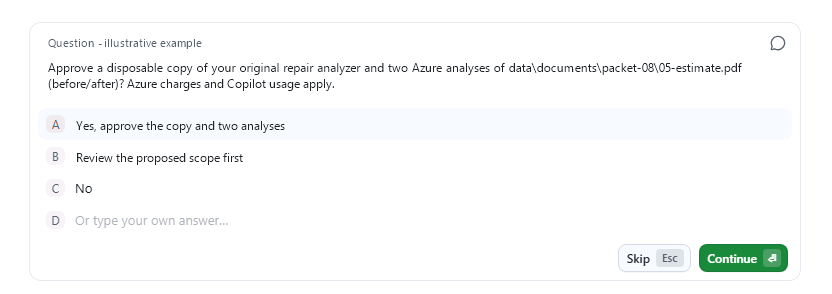 Question - illustrative example
Approve a disposable copy of your original repair analyzer and two Azure analyses of data\documents\packet-08\05-estimate.pdf
(before/after)? Azure charges and Copilot usage apply.
A Yes, approve the copy and two analyses
B Review the proposed scope first
C No
D Or type your own answer...
Skip Esc Continue